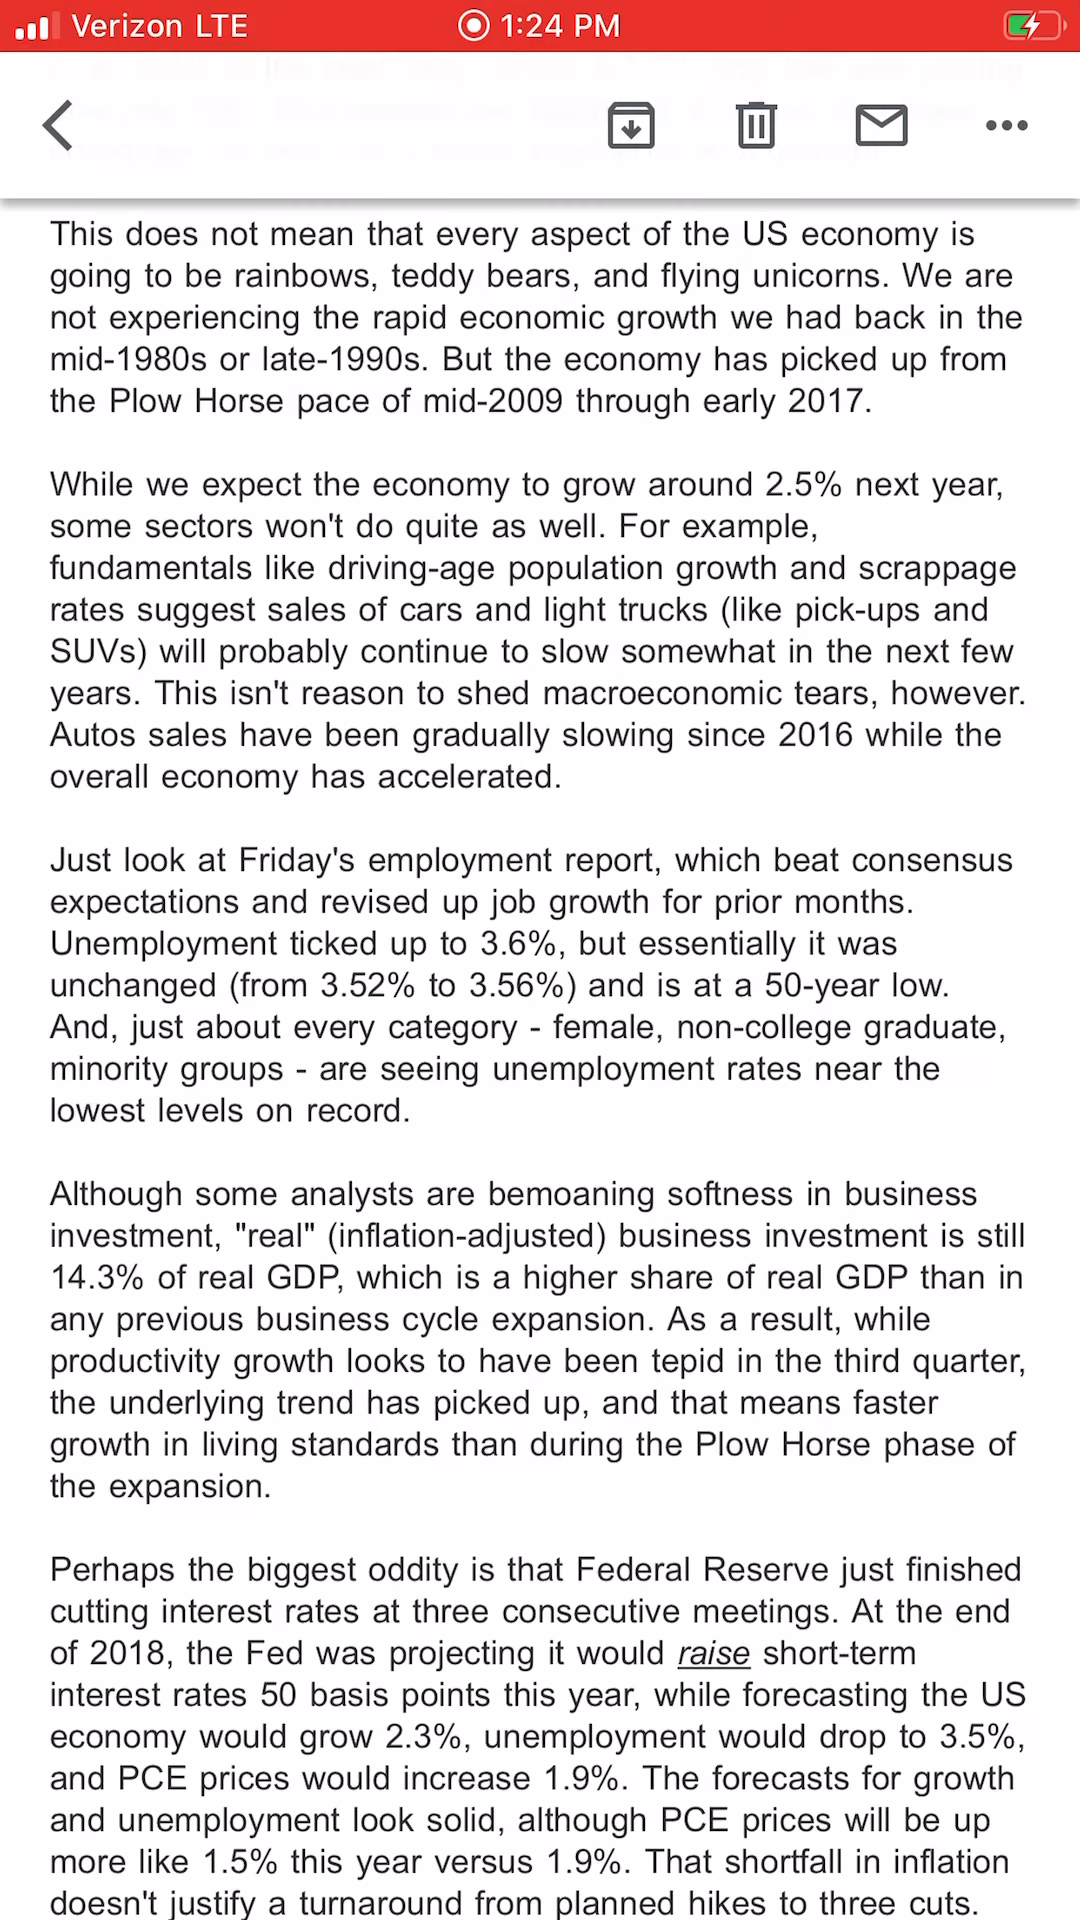 Verizon LTE 1:24 PM
This does not mean that every aspect of the US economy is
going to be rainbows, teddy bears, and flying unicorns. We are
not experiencing the rapid economic growth we had back in the
mid-1980s or late-1990s. But the economy has picked up from
the Plow Horse pace of mid-2009 through early 2017.
While we expect the economy to grow around 2.5% next year,
some sectors won't do quite as well. For example,
fundamentals like driving-age population growth and scrappage
rates suggest sales of cars and light trucks (like pick-ups and
SUVs) will probably continue to slow somewhat in the next few
years. This isn't reason to shed macroeconomic tears, however.
Autos sales have been gradually slowing since 2016 while the
overall economy has accelerated.
Just look at Friday's employment report, which beat consensus
expectations and revised up job growth for prior months.
Unemployment ticked up to 3.6%, but essentially it was
unchanged (from 3.52% to 3.56%) and is at a 50-year low.
And, just about every category - female, non-college graduate,
minority groups - are seeing unemployment rates near the
lowest levels on record.
Although some analysts are bemoaning softness in business
investment, "real" (inflation-adjusted) business investment is still
14.3% of real GDP, which is a higher share of real GDP than in
any previous business cycle expansion. As a result, while
productivity growth looks to have been tepid in the third quarter,
the underlying trend has picked up, and that means faster
growth in living standards than during the Plow Horse phase of
the expansion.
Perhaps the biggest oddity is that Federal Reserve just finished
cutting interest rates at three consecutive meetings. At the end
of 2018, the Fed was projecting it would raise short-term
interest rates 50 basis points this year, while forecasting the US
economy would grow 2.3%, unemployment would drop to 3.5%,
and PCE prices would increase 1.9%. The forecasts for growth
and unemployment look solid, although PCE prices will be up
more like 1.5% this year versus 1.9%. That shortfall in inflation
doesn't justify a turnaround from planned hikes to three cuts.